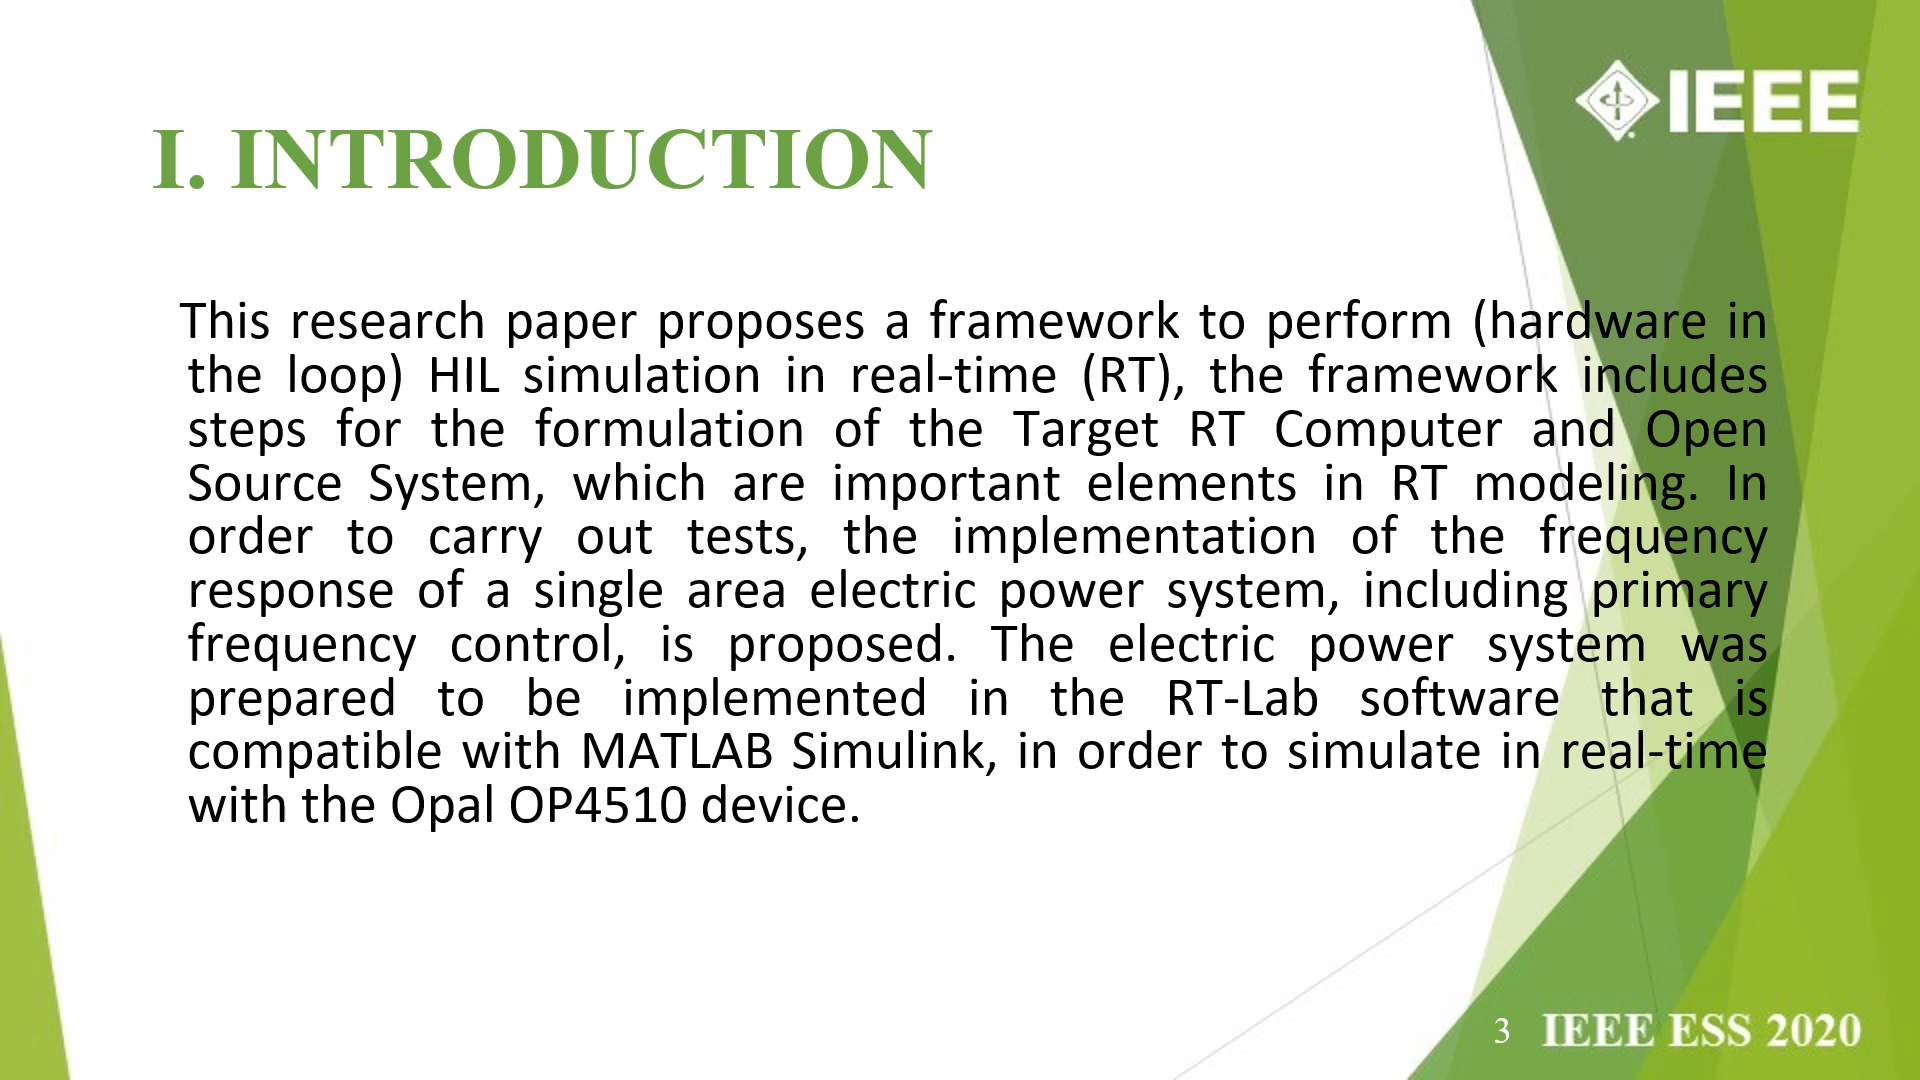 IEEE
I. INTRODUCTION
This research paper proposes a framework to perform (hardware in
the loop) HIL simulation in real-time (RT), the framework includes
steps for the formulation of the Target RT Computer and Open
Source System, which are important elements in RT modeling. In
order to carry out tests, the implementation of the frequency
response of a single area electric power system, including primary
frequency control, is proposed. The electric power system was
prepared to be implemented in the RT-Lab software that is
compatible with MATLAB Simulink, in order to simulate in real-time
with the Opal OP4510 device.
3 IEEE ESS 2020